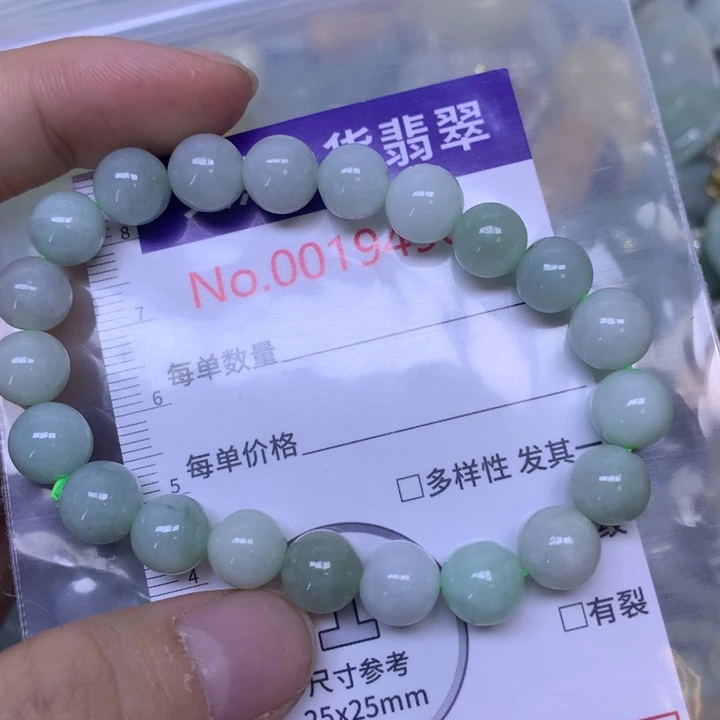 华翡翠
No.00194
8
7
每单数量
6
每单价格
5
□多样性 发其一
4
□有裂
尺寸参考
25x25mm